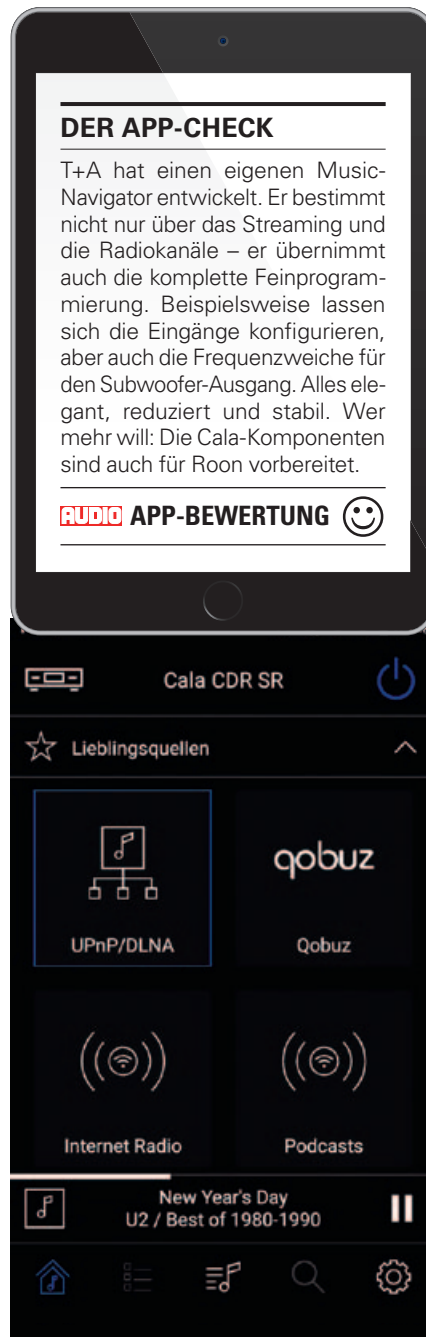 DER APP-CHECK
T+A hat einen eigenen Music-
Navigator entwickelt. Er bestimmt
nicht nur über das Streaming und
die Radiokanäle – er übernimmt
auch die komplette Feinprogram-
mierung. Beispielsweise lassen
sich die Eingänge konfigurieren,
aber auch die Frequenzweiche für
den Subwoofer-Ausgang. Alles ele-
gant, reduziert und stabil. Wer
mehr will: Die Cala-Komponenten
sind auch für Roon vorbereitet.
AUDIO APP-BEWERTUNG
Cala CDR SR
Lieblingsquellen
qobuz
UPnP/DLNA
Qobuz
Internet Radio
Podcasts
New Year's Day
U2 / Best of 1980-1990